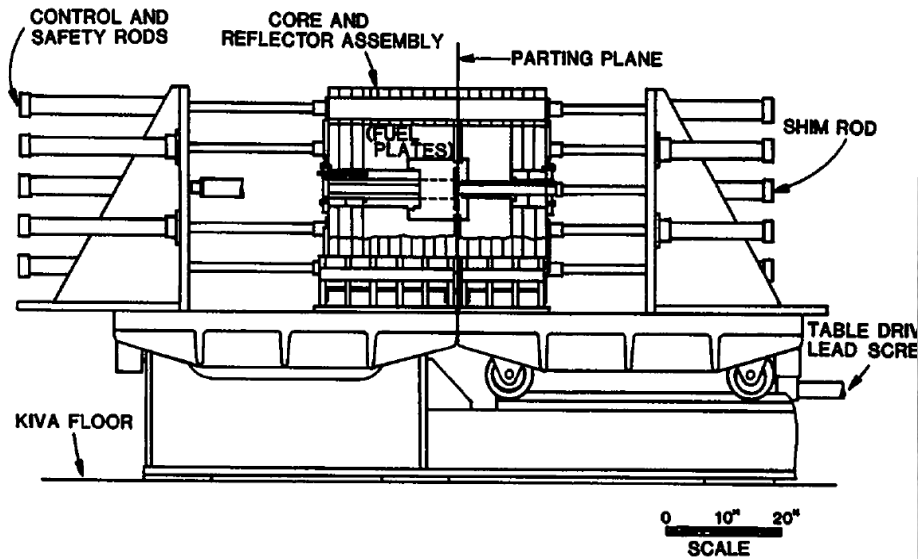 CONTROL AND
SAFETY RODS
CORE AND
REFLECTOR ASSEMBLY
PARTING PLANE
(FUEL
PLATES)
SHIM ROD
TABLE DRIV
LEAD SCRE
KIVA FLOOR
0 10" 20"
SCALE